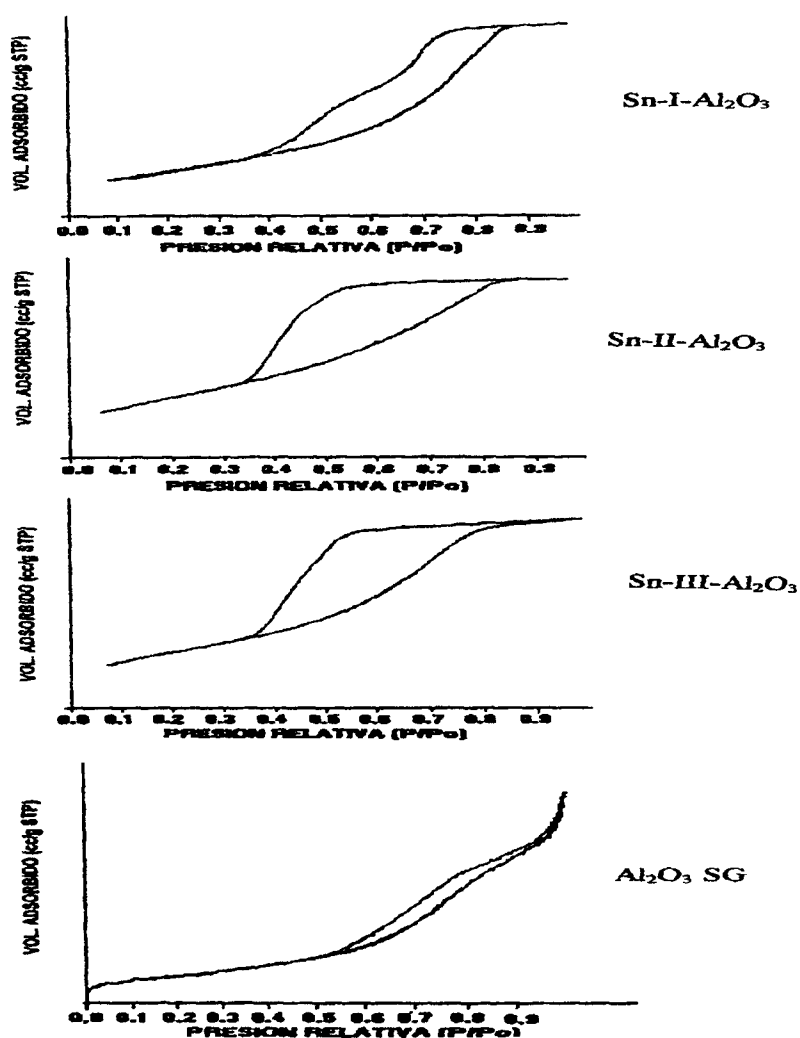 VOL. ADSORBIDO (cc/g STP)
Sn-I-Al₂O₃
0.0 0.1 0.2 0.3 0.4 0.5 0.6 0.7 0.8 0.9
PRESION RELATIVA (P/Po)
VOL. ADSORBIDO (cc/g STP)
Sn-II-Al₂O₃
0.0 0.1 0.2 0.3 0.4 0.5 0.6 0.7 0.8 0.9
PRESION RELATIVA (P/Po)
VOL. ADSORBIDO (cc/g STP)
Sn-III-Al₂O₃
0.0 0.1 0.2 0.3 0.4 0.5 0.6 0.7 0.8 0.9
PRESION RELATIVA (P/Po)
VOL. ADSORBIDO (cc/g STP)
Al₂O₃ SG
0.0 0.1 0.2 0.3 0.4 0.5 0.6 0.7 0.8 0.9
PRESION RELATIVA (P/Po)